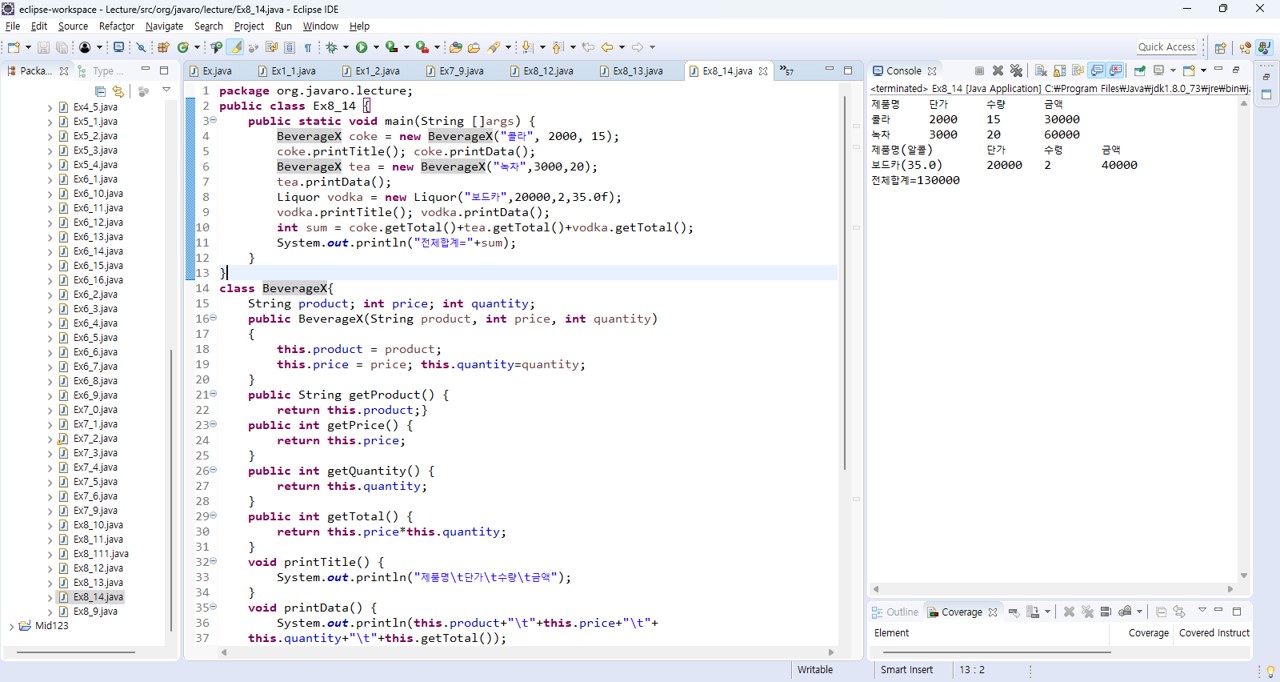 eclipse-workspace - Lecture/src/org/javaro/lecture/Ex8_14.java - Eclipse IDE
File Edit Source Refactor Navigate Search Project Run Window Help
Quick Access
Packa... Type ...
Ex4_5.java
Ex5_1.java
Ex5_2.java
Ex5_3.java
Ex5_4.java
Ex6_1.java
Ex6_10.java
Ex6_11.java
Ex6_12.java
Ex6_13.java
Ex6_14.java
Ex6_15.java
Ex6_16.java
Ex6_2.java
Ex6_3.java
Ex6_4.java
Ex6_5.java
Ex6_6.java
Ex6_7.java
Ex6_8.java
Ex6_9.java
Ex7_0.java
Ex7_1.java
Ex7_2.java
Ex7_3.java
Ex7_4.java
Ex7_5.java
Ex7_6.java
Ex7_9.java
Ex8_10.java
Ex8_11.java
Ex8_111.java
Ex8_12.java
Ex8_13.java
Ex8_14.java
Ex8_9.java
Mid123
Ex.java Ex1_1.java Ex1_2.java Ex7_9.java Ex8_12.java Ex8_13.java Ex8_14.java »57
1 package org.javaro.lecture;
2 public class Ex8_14 {
3 public static void main(String []args) {
4 BeverageX coke = new BeverageX("콜라", 2000, 15);
5 coke.printTitle(); coke.printData();
6 BeverageX tea = new BeverageX("녹차",3000,20);
7 tea.printData();
8 Liquor vodka = new Liquor("보드카",20000,2,35.0f);
9 vodka.printTitle(); vodka.printData();
10 int sum = coke.getTotal()+tea.getTotal()+vodka.getTotal();
11 System.out.println("전체합계="+sum);
12 }
13 }
14 class BeverageX{
15 String product; int price; int quantity;
16 public BeverageX(String product, int price, int quantity)
17 {
18 this.product = product;
19 this.price = price; this.quantity=quantity;
20 }
21 public String getProduct() {
22 return this.product;}
23 public int getPrice() {
24 return this.price;
25 }
26 public int getQuantity() {
27 return this.quantity;
28 }
29 public int getTotal() {
30 return this.price*this.quantity;
31 }
32 void printTitle() {
33 System.out.println("제품명\t단가\t수량\t금액");
34 }
35 void printData() {
36 System.out.println(this.product+"\t"+this.price+"\t"+
37 this.quantity+"\t"+this.getTotal());
Console
<terminated> Ex8_14 [Java Application] C:₩Program Files₩Java₩jdk1.8.0_73₩jre₩bin₩j
제품명 단가 수량 금액
콜라 2000 15 30000
녹차 3000 20 60000
제품명(알콜) 단가 수령 금액
보드카(35.0) 20000 2 40000
전체합계=130000
Outline Coverage
Element Coverage Covered Instruct
Writable Smart Insert 13 : 2